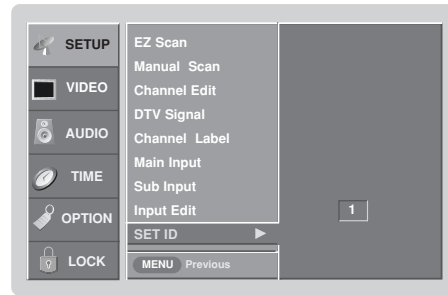 SETUP
VIDEO
AUDIO
TIME
OPTION
LOCK
EZ Scan
Manual Scan
Channel Edit
DTV Signal
Channel Label
Main Input
Sub Input
Input Edit
SET ID
MENU Previous
1